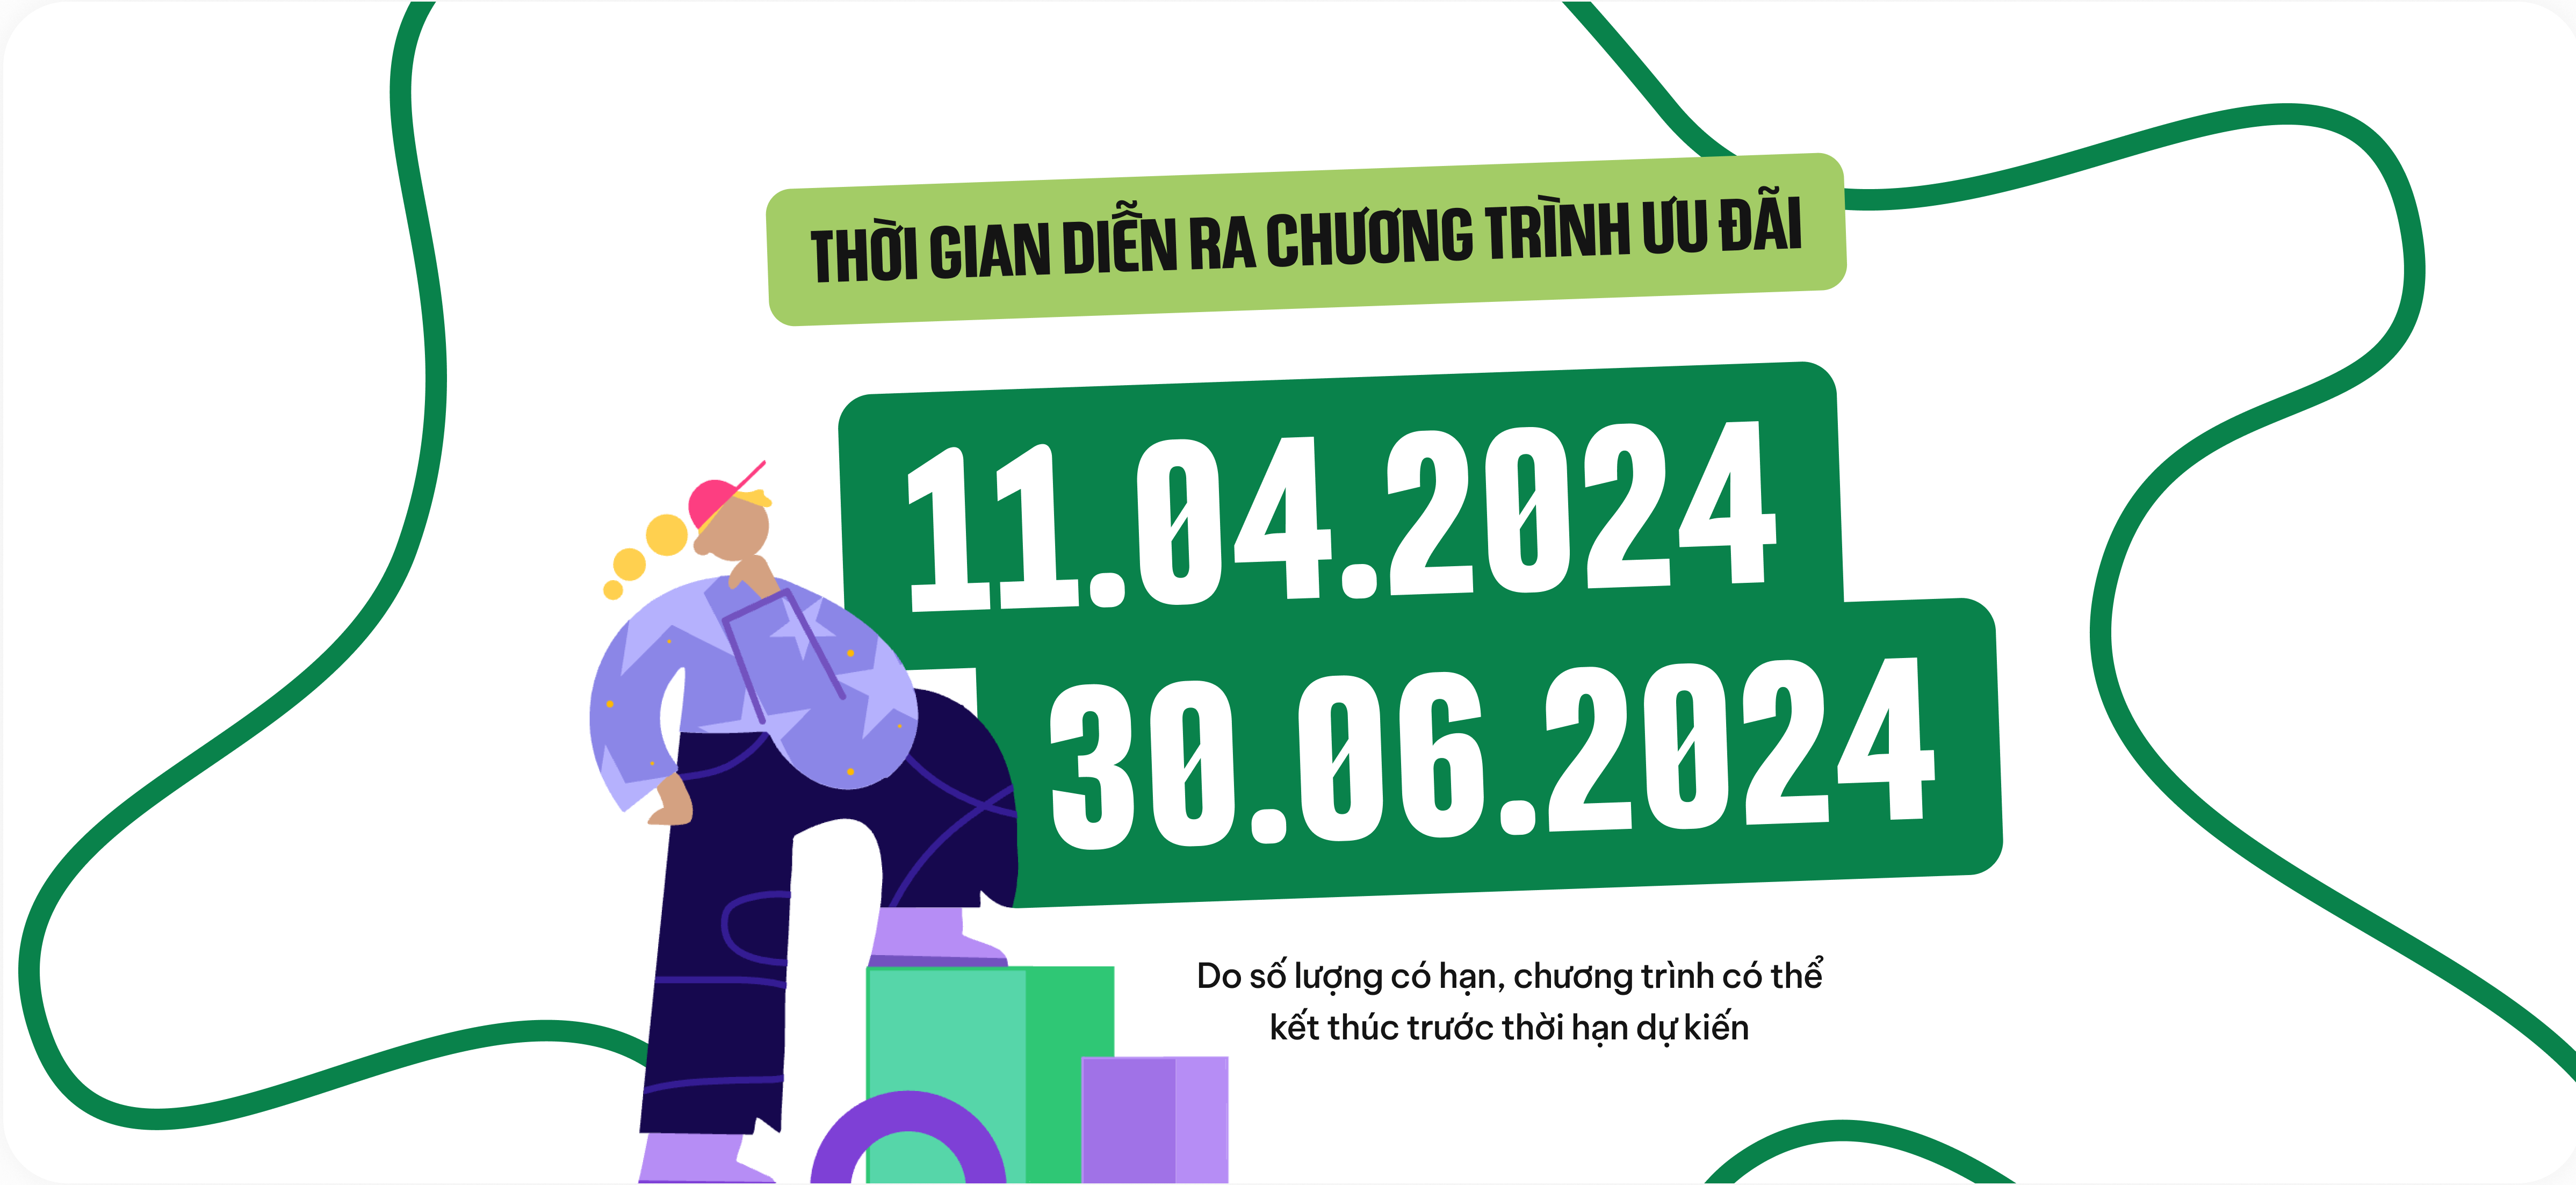 THỜI GIAN DIỄN RA CHƯƠNG TRÌNH ƯU ĐÃI
11.04.2024
30.06.2024
Do số lượng có hạn, chương trình có thể
kết thúc trước thời hạn dự kiến